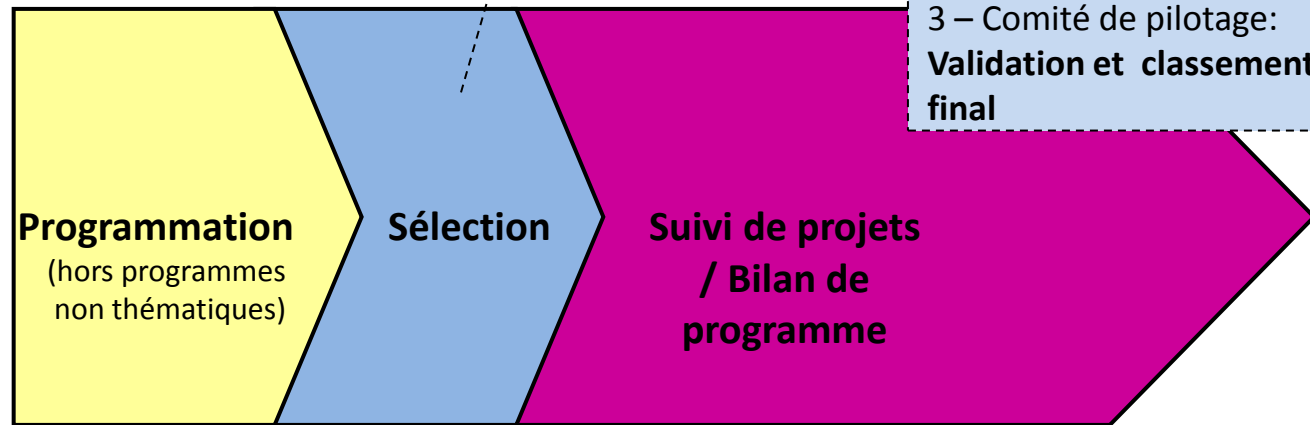 3 – Comité de pilotage:
Validation et classement
final
Programmation
(hors programmes
non thématiques)
Sélection
Suivi de projets
/ Bilan de
programme